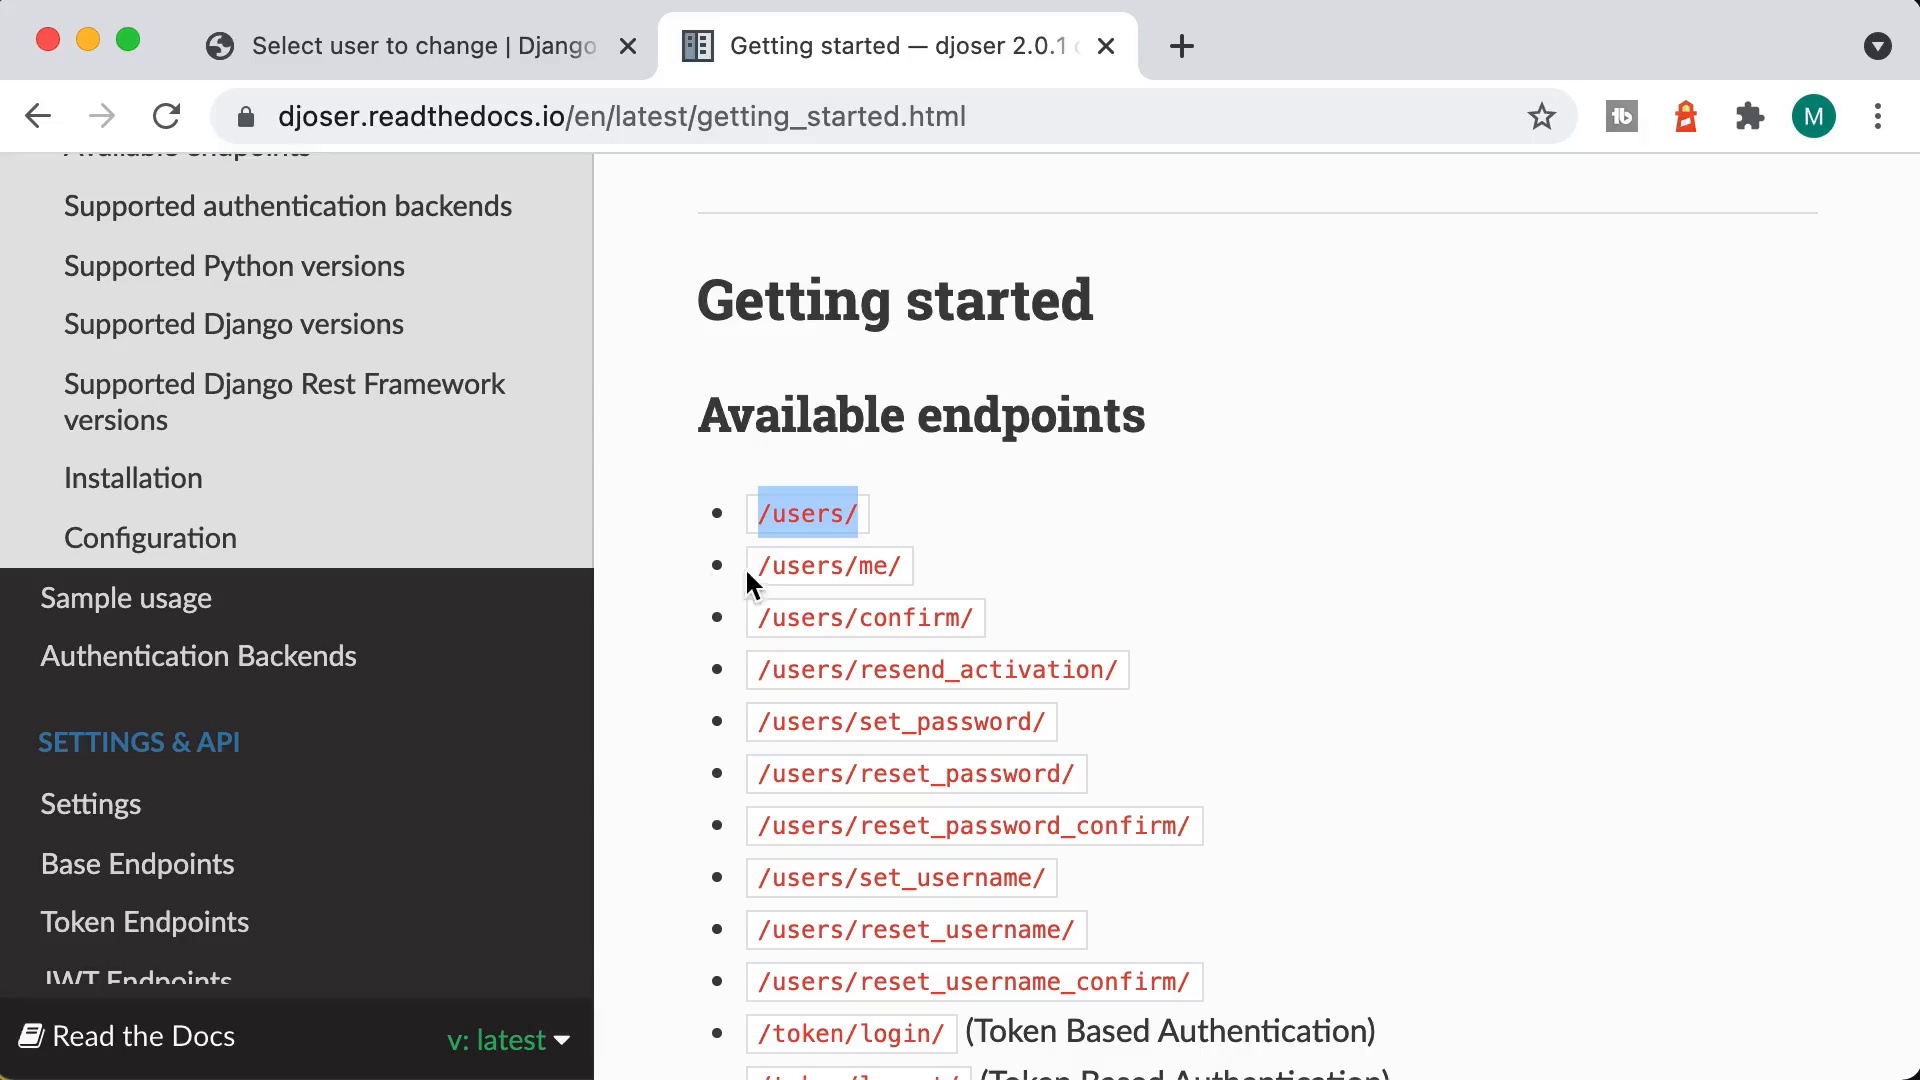 Select user to change | Django
Getting started — djoser 2.0.1
djoser.readthedocs.io/en/latest/getting_started.html
M
Available endpoints
Supported authentication backends
Supported Python versions
Supported Django versions
Supported Django Rest Framework
versions
Installation
Configuration
Sample usage
Authentication Backends
SETTINGS & API
Settings
Base Endpoints
Token Endpoints
JWT Endpoints
Read the Docs
v: latest
Getting started
Available endpoints
/users/
/users/me/
/users/confirm/
/users/resend_activation/
/users/set_password/
/users/reset_password/
/users/reset_password_confirm/
/users/set_username/
/users/reset_username/
/users/reset_username_confirm/
/token/login/ (Token Based Authentication)
/token/logout/ (Token Based Authentication)